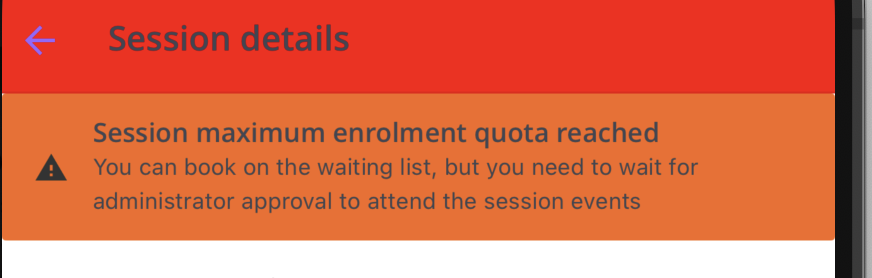 Session details
Session maximum enrolment quota reached
You can book on the waiting list, but you need to wait for
administrator approval to attend the session events